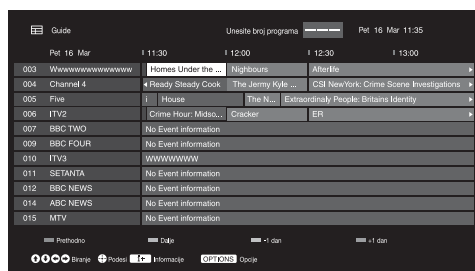 Guide Unesite broj programa Pet 16 Mar 11:35
Pet 16 Mar 11:30 12:00 12:30 13:00
003 Wwwwwwwwwwwwww Homes Under the ... Nighbours Afterlife
004 Channel 4 Ready Steady Cook The Jermy Kyle ... CSI NewYork: Crime Scene Investigations
005 Five i House The N... Extraordinaly People: Britains Identity
006 ITV2 Crime Hour: Midso... Cracker ER
007 BBC TWO No Event information
009 BBC FOUR No Event information
010 ITV3 WWWWWWW
011 SETANTA No Event information
012 BBC NEWS No Event information
014 ABC NEWS No Event information
015 MTV No Event information
Prethodno Dalje -1 dan +1 dan
Biranje Podesi Informacije OPTIONS Opcije